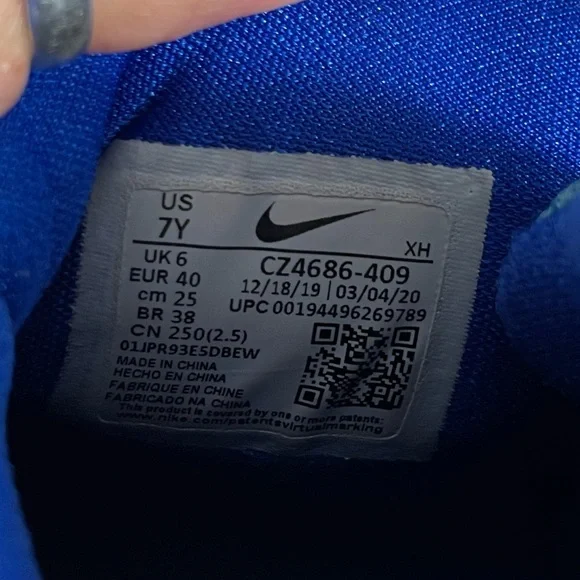 US
7Y
XH
UK 6
EUR 40
cm 25
BR 38
CN 250(2.5)
CZ4686-409
12/18/19 | 03/04/20
UPC 00194496269789
01JPR93E5DBEW
MADE IN CHINA
HECHO EN CHINA
FABRIQUE EN CHINE
FABRICADO NA CHINA
This product is covered by one or more patents:
www.nike.com/patentsvirtualmarking